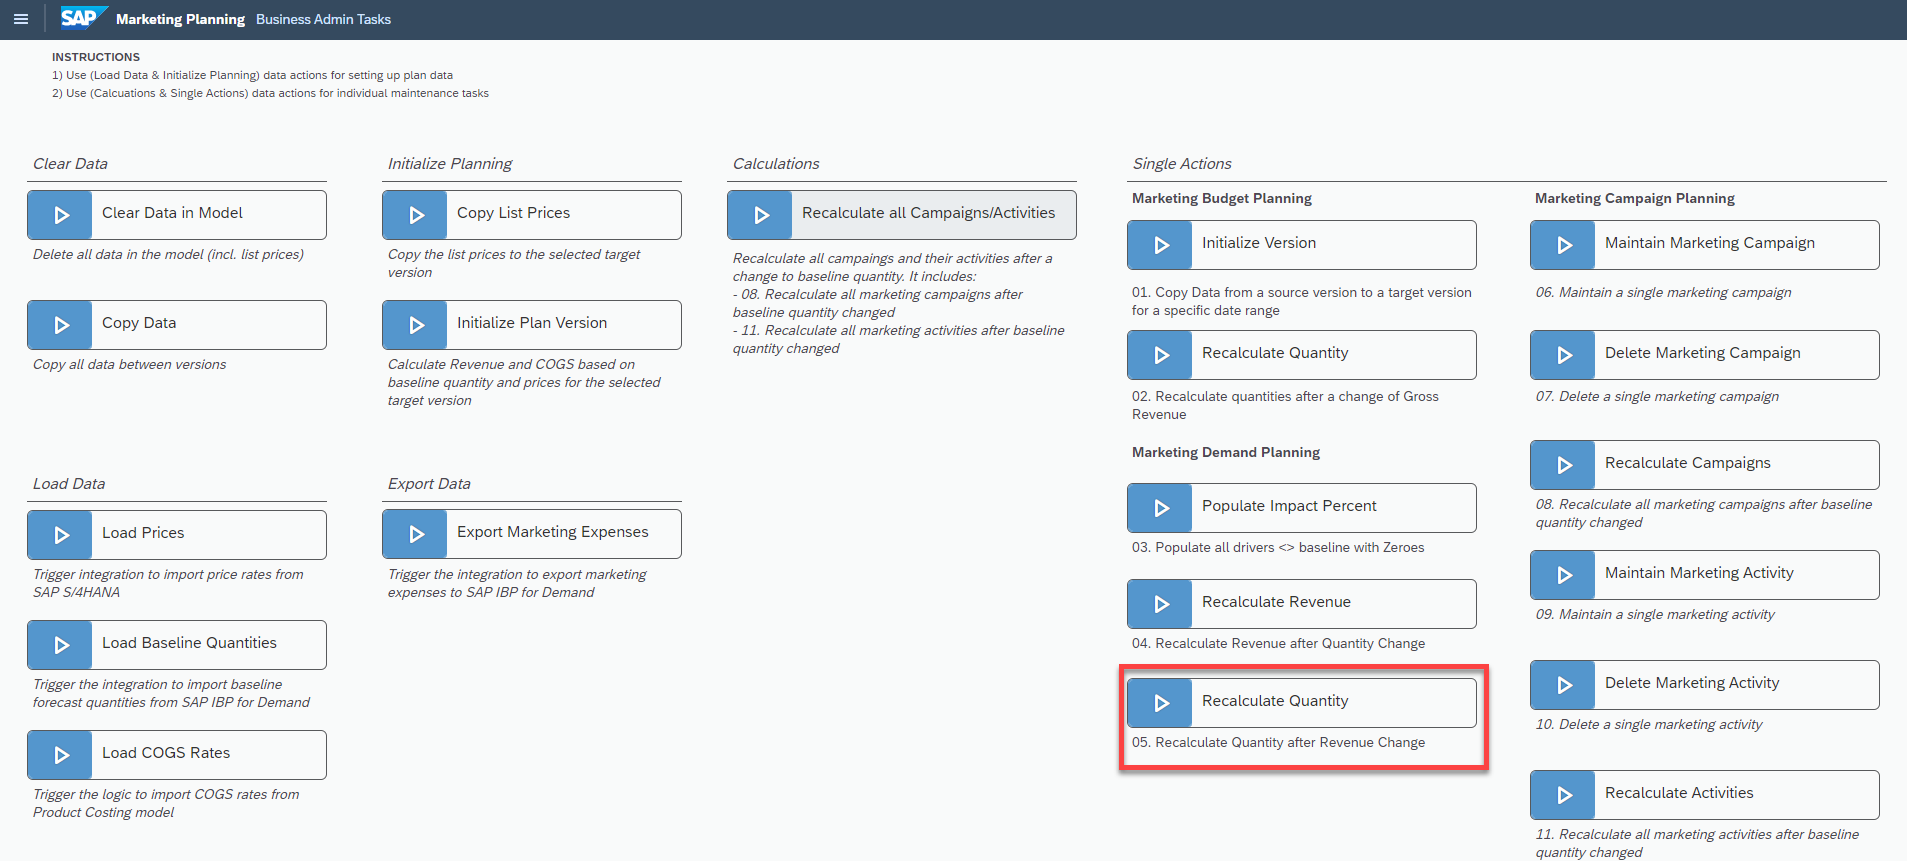 SAP Marketing Planning Business Admin Tasks
INSTRUCTIONS
1) Use (Load Data & Initialize Planning) data actions for setting up plan data
2) Use (Calcuations & Single Actions) data actions for individual maintenance tasks
Clear Data
Clear Data in Model
Delete all data in the model (incl. list prices)
Copy Data
Copy all data between versions
Initialize Planning
Copy List Prices
Copy the list prices to the selected target
version
Initialize Plan Version
Calculate Revenue and COGS based on
baseline quantity and prices for the selected
target version
Calculations
Recalculate all Campaigns/Activities
Recalculate all campaings and their activities after a
change to baseline quantity. It includes:
- 08. Recalculate all marketing campaigns after
baseline quantity changed
- 11. Recalculate all marketing activities after baseline
quantity changed
Load Data
Load Prices
Trigger integration to import price rates from
SAP S/4HANA
Load Baseline Quantities
Trigger the integration to import baseline
forecast quantities from SAP IBP for Demand
Load COGS Rates
Trigger the logic to import COGS rates from
Product Costing model
Export Data
Export Marketing Expenses
Trigger the integration to export marketing
expenses to SAP IBP for Demand
Single Actions
Marketing Budget Planning
Initialize Version
01. Copy Data from a source version to a target version
for a specific date range
Recalculate Quantity
02. Recalculate quantities after a change of Gross
Revenue
Marketing Demand Planning
Populate Impact Percent
03. Populate all drivers <> baseline with Zeroes
Recalculate Revenue
04. Recalculate Revenue after Quantity Change
Recalculate Quantity
05. Recalculate Quantity after Revenue Change
Marketing Campaign Planning
Maintain Marketing Campaign
06. Maintain a single marketing campaign
Delete Marketing Campaign
07. Delete a single marketing campaign
Recalculate Campaigns
08. Recalculate all marketing campaigns after baseline
quantity changed
Maintain Marketing Activity
09. Maintain a single marketing activity
Delete Marketing Activity
10. Delete a single marketing activity
Recalculate Activities
11. Recalculate all marketing activities after baseline
quantity changed